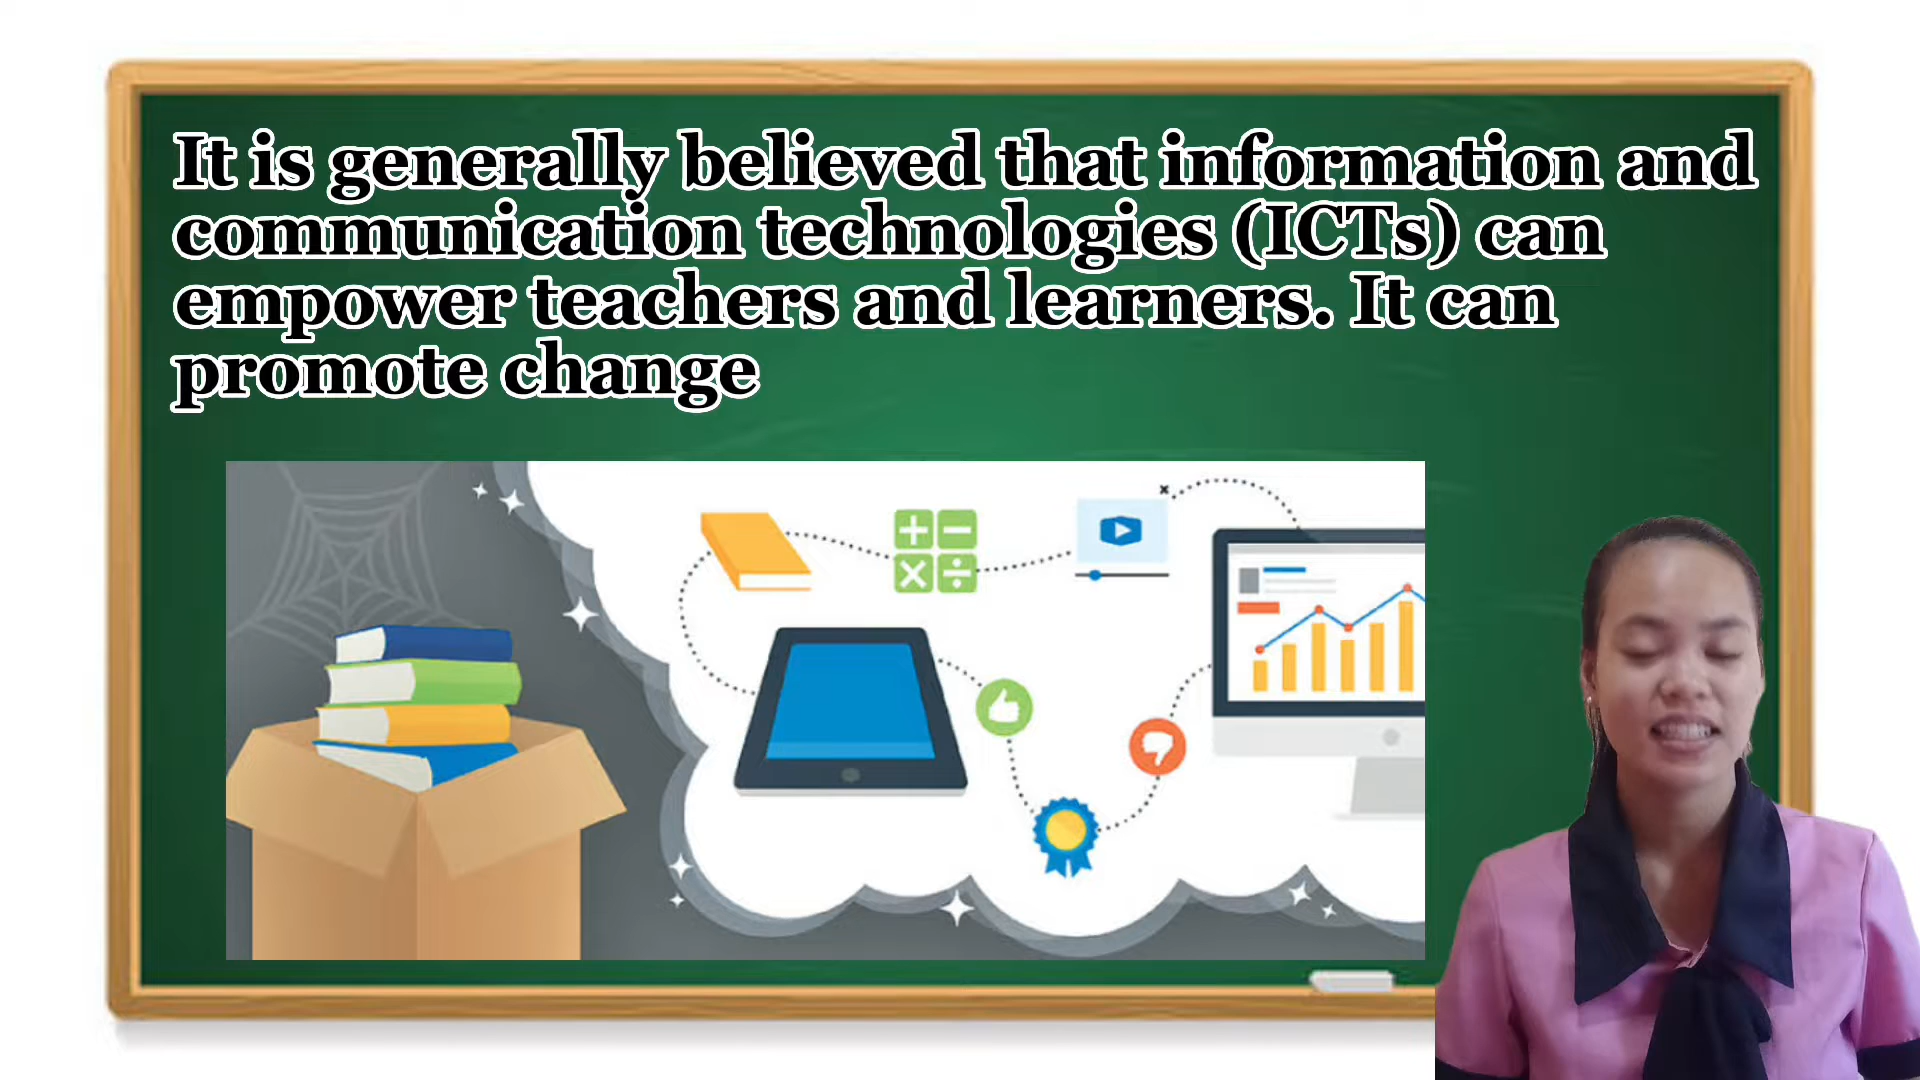 It is generally believed that information and
communication technologies (ICTs) can
empower teachers and learners. It can
promote change